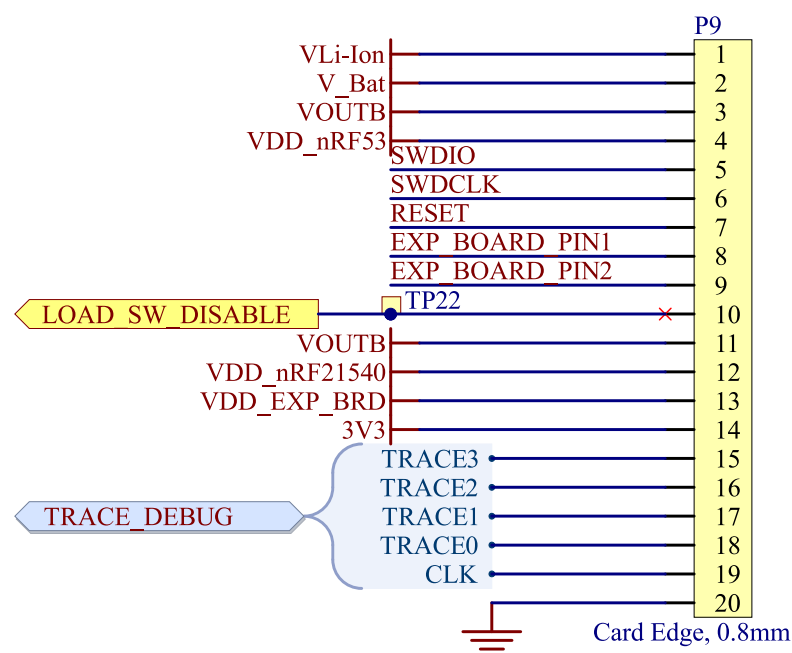 P9
VLi-Ion 1
V_Bat 2
VOUTB 3
VDD_nRF53 4
SWDIO 5
SWDCLK 6
RESET 7
EXP_BOARD_PIN1 8
EXP_BOARD_PIN2 9
TP22
LOAD_SW_DISABLE 10
VOUTB 11
VDD_nRF21540 12
VDD_EXP_BRD 13
3V3 14
TRACE3 15
TRACE2 16
TRACE_DEBUG TRACE1 17
TRACE0 18
CLK 19
20
Card Edge, 0.8mm